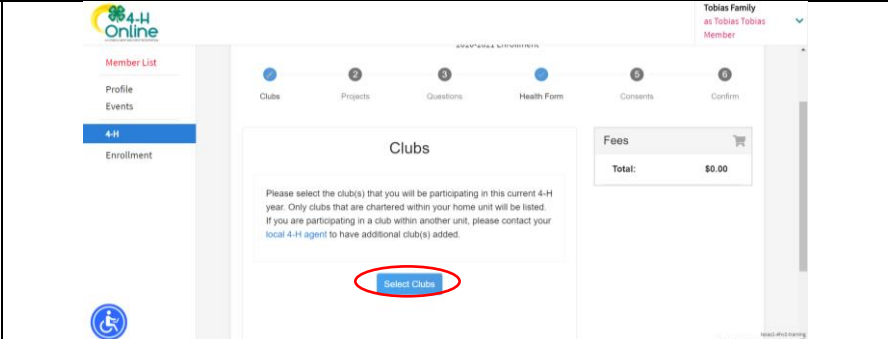 4-H
Online
Tobias Family
as Tobias Tobias
Member
Member List
Profile
Events
4-H
Enrollment
2020-2021 Enrollment
2
3
5
6
Clubs
Projects
Questions
Health Form
Consents
Confirm
Clubs
Please select the club(s) that you will be participating in this current 4-H
year. Only clubs that are chartered within your home unit will be listed.
If you are participating in a club within another unit, please contact your
local 4-H agent to have additional club(s) added.
Select Clubs
Fees
Total: $0.00